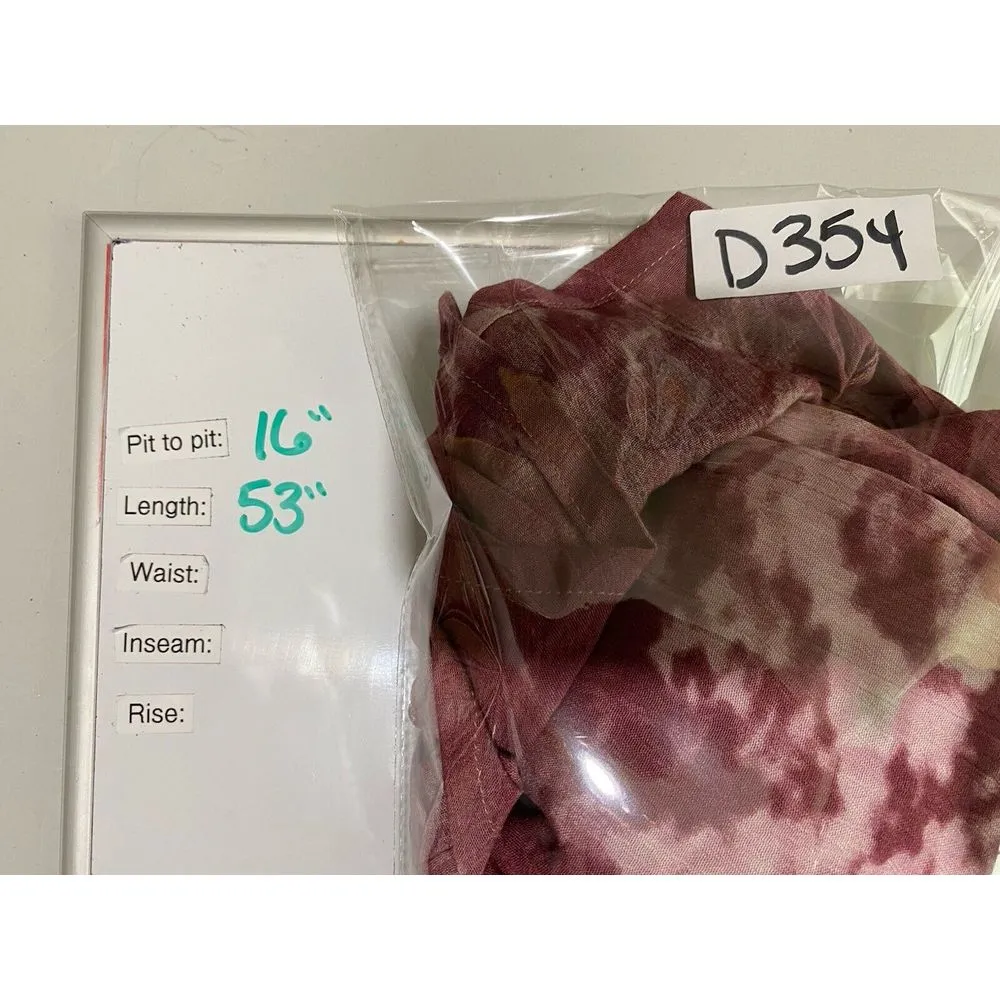 D354
Pit to pit: 16"
Length: 53"
Waist:
Inseam:
Rise: